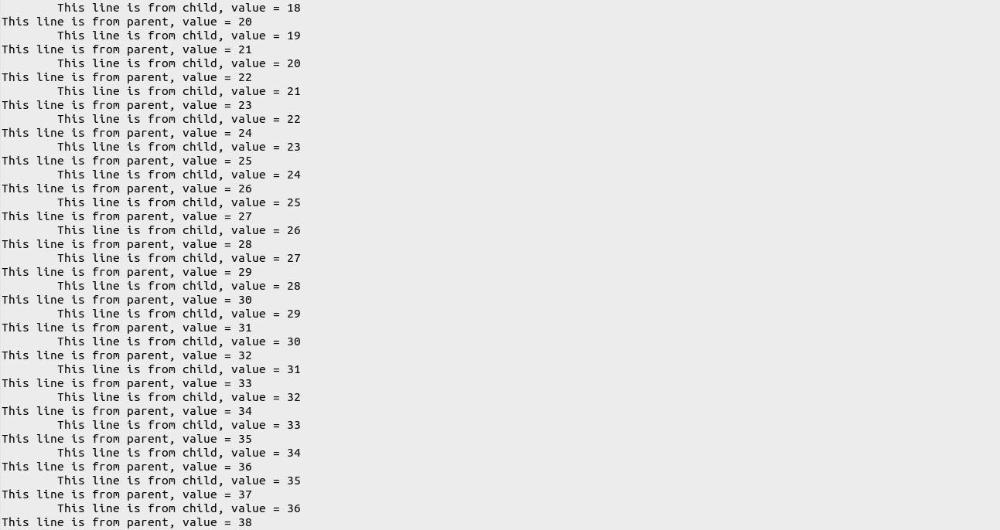 This line is from child, value = 18
This line is from parent, value = 20
        This line is from child, value = 19
This line is from parent, value = 21
        This line is from child, value = 20
This line is from parent, value = 22
        This line is from child, value = 21
This line is from parent, value = 23
        This line is from child, value = 22
This line is from parent, value = 24
        This line is from child, value = 23
This line is from parent, value = 25
        This line is from child, value = 24
This line is from parent, value = 26
        This line is from child, value = 25
This line is from parent, value = 27
        This line is from child, value = 26
This line is from parent, value = 28
        This line is from child, value = 27
This line is from parent, value = 29
        This line is from child, value = 28
This line is from parent, value = 30
        This line is from child, value = 29
This line is from parent, value = 31
        This line is from child, value = 30
This line is from parent, value = 32
        This line is from child, value = 31
This line is from parent, value = 33
        This line is from child, value = 32
This line is from parent, value = 34
        This line is from child, value = 33
This line is from parent, value = 35
        This line is from child, value = 34
This line is from parent, value = 36
        This line is from child, value = 35
This line is from parent, value = 37
        This line is from child, value = 36
This line is from parent, value = 38